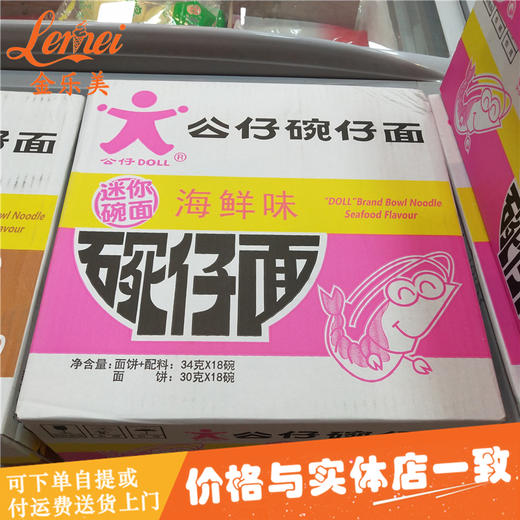 Lemei
金乐美
公仔碗仔面
公仔DOLL®
迷你
碗面
海鲜味
"DOLL"Brand Bowl Noodle
Seafood Flavour
碗仔面
净含量：面饼+配料：34克X18碗
面 饼：30克X18碗
仔面
owl Noodle
avour
公仔碗仔面
可下单自提或
付运费送货上门
价格与实体店一致